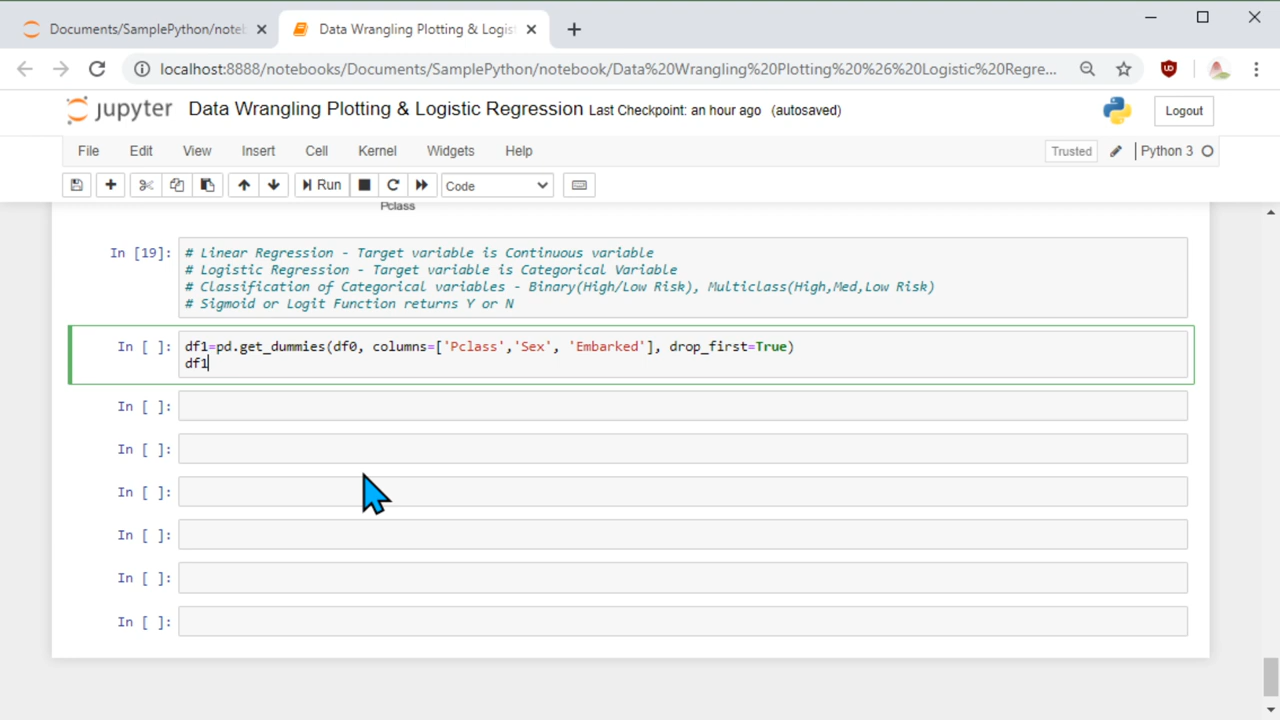 Documents/SamplePython/noteb
Data Wrangling Plotting & Logist
localhost:8888/notebooks/Documents/SamplePython/notebook/Data%20Wrangling%20Plotting%20%26%20Logistic%20Regre...
jupyter Data Wrangling Plotting & Logistic Regression Last Checkpoint: an hour ago (autosaved) Logout
File Edit View Insert Cell Kernel Widgets Help Trusted Python 3
Run Code
Pclass
In [19]: # Linear Regression - Target variable is Continuous variable
# Logistic Regression - Target variable is Categorical Variable
# Classification of Categorical variables - Binary(High/Low Risk), Multiclass(High,Med,Low Risk)
# Sigmoid or Logit Function returns Y or N
In [ ]: df1=pd.get_dummies(df0, columns=['Pclass','Sex', 'Embarked'], drop_first=True)
df1
In [ ]:
In [ ]:
In [ ]:
In [ ]:
In [ ]:
In [ ]: